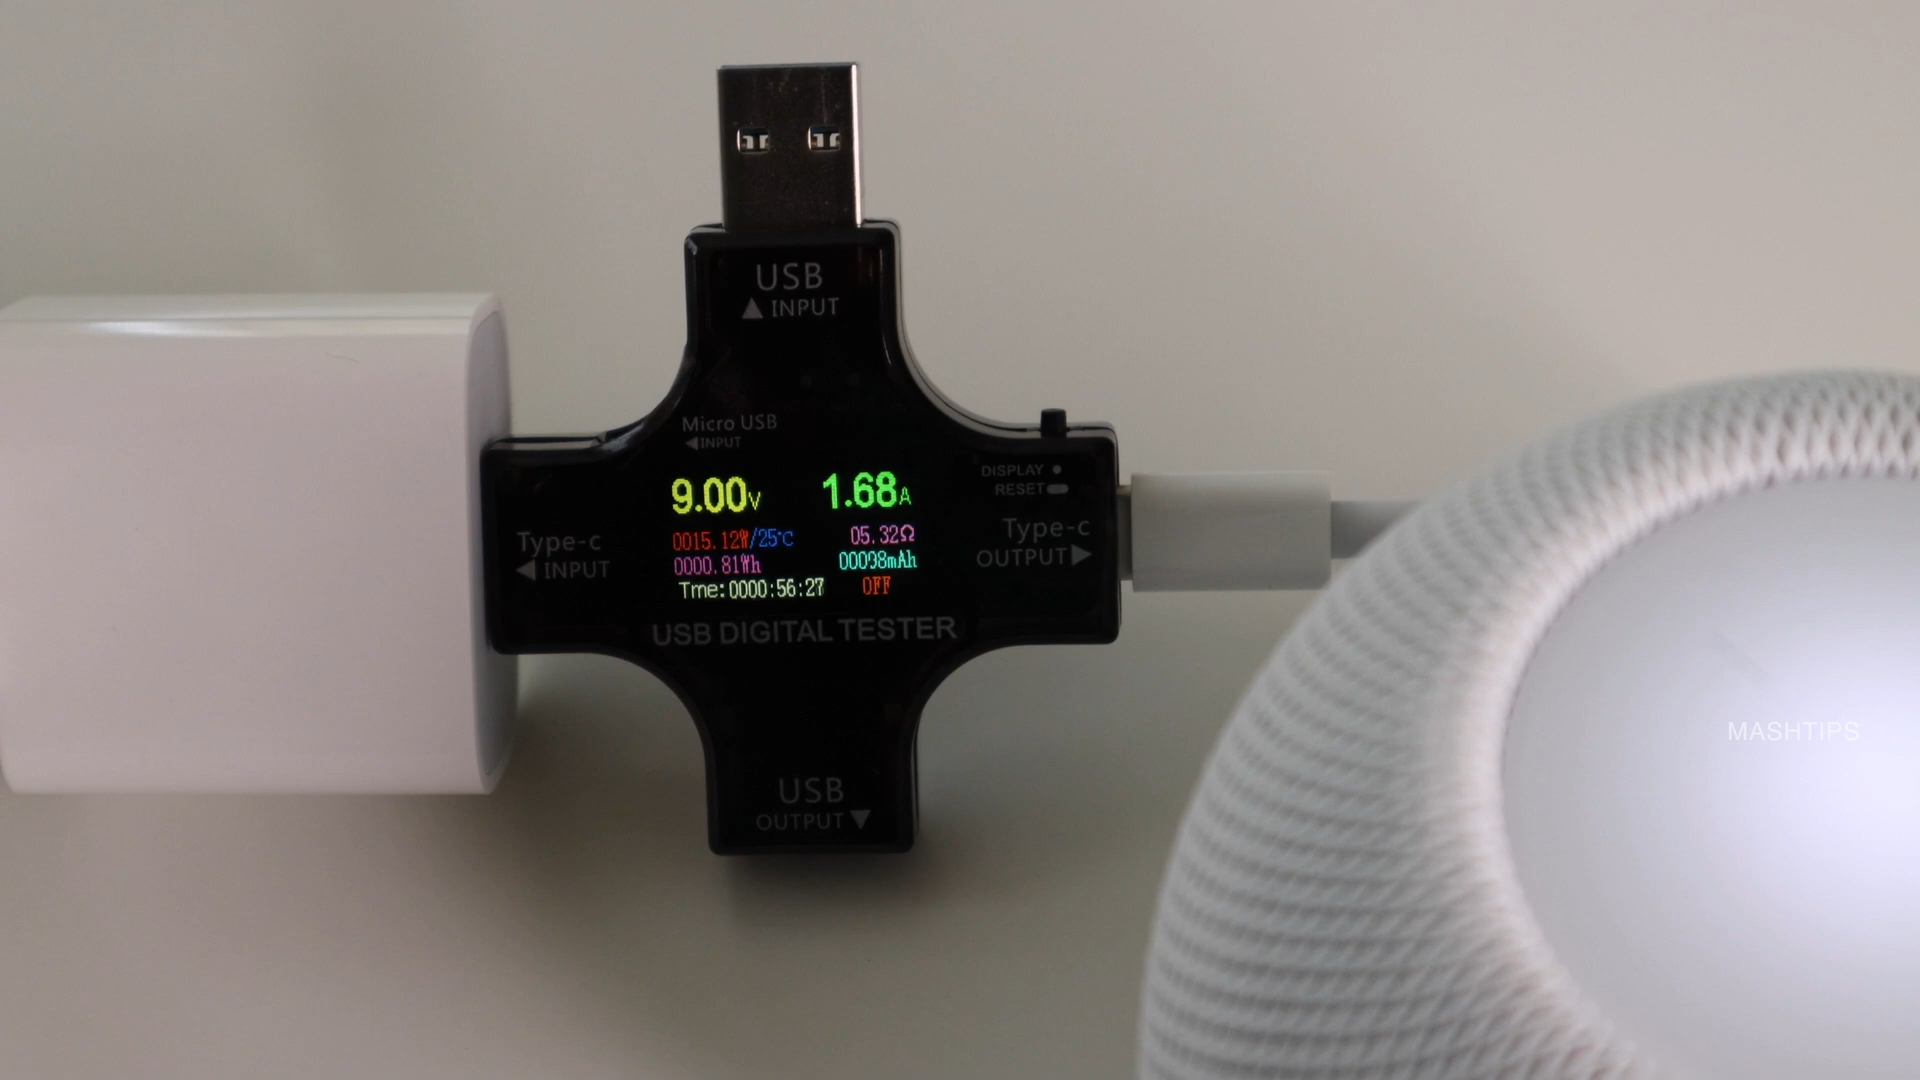 USB
▲ INPUT
Micro USB
◀INPUT
DISPLAY ●
RESET
9.00V 1.68A
0015.12W/25°C 05.32Ω
0000.81Wh 00098mAh
Tme:0000:56:27 OFF
Type-c
◀ INPUT
Type-c
OUTPUT▶
USB DIGITAL TESTER
MASHTIPS
USB
OUTPUT▼